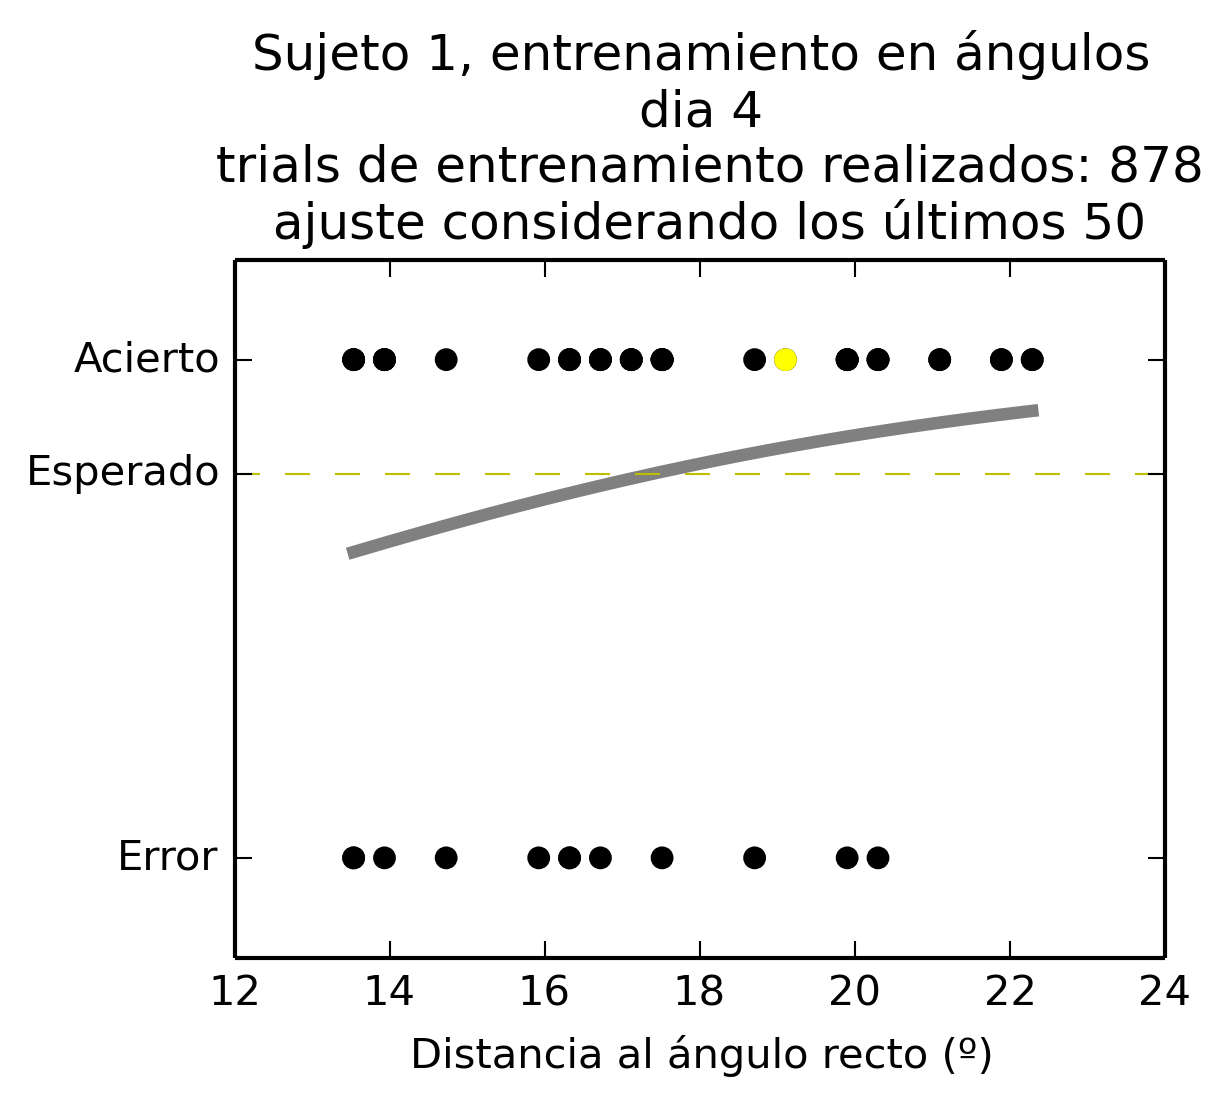 Sujeto 1, entrenamiento en ángulos
dia 4
trials de entrenamiento realizados: 878
ajuste considerando los últimos 50
Acierto
Esperado
Error
12 14 16 18 20 22 24
Distancia al ángulo recto (º)